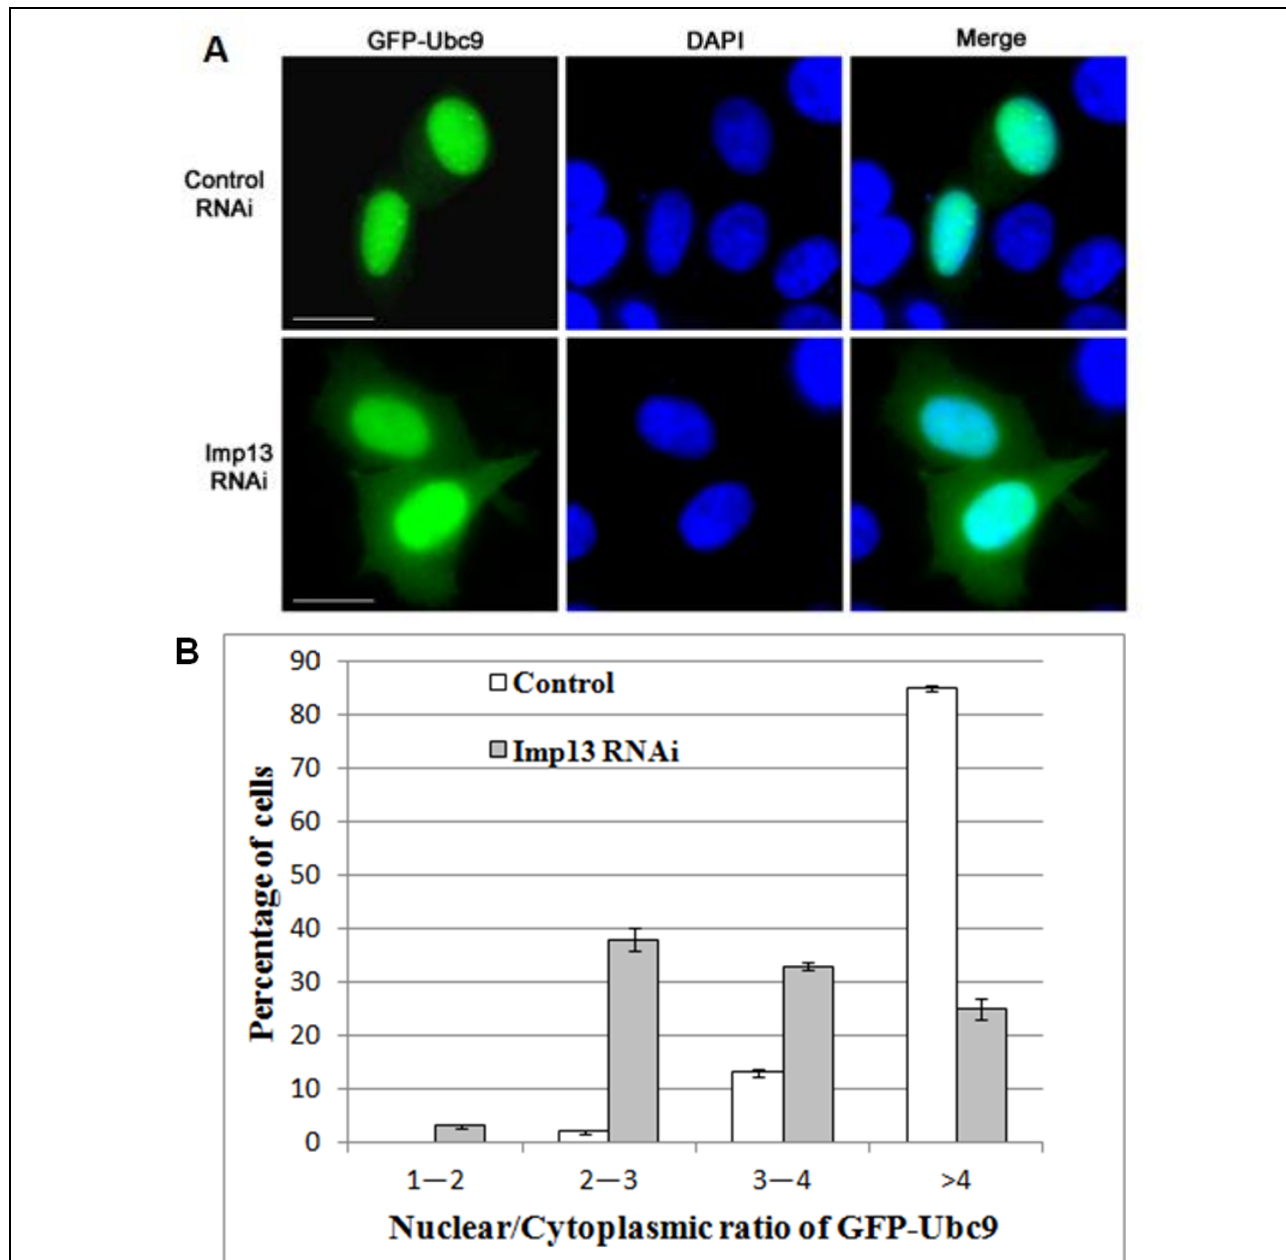 A
GFP-Ubc9
DAPI
Merge
Control
RNAi
Imp13
RNAi
B
90
80
70
60
50
40
30
20
10
0
Percentage of cells
Control
Imp13 RNAi
1—2
2—3
3—4
>4
Nuclear/Cytoplasmic ratio of GFP-Ubc9